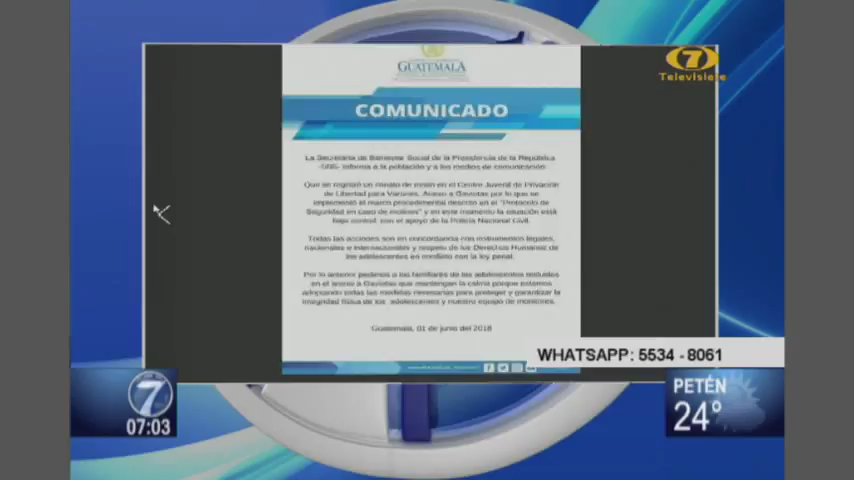 7
Televisiete
GUATEMALA
COMUNICADO
La Secretaría de Bienestar Social de la Presidencia de la República
-SBS- informa a la población y a los medios de comunicación:
Que se registró un conato de motín en el Centro Juvenil de Privación
de Libertad para Varones, Anexo a Gaviotas por lo que se
implementó el marco procedimental descrito en el "Protocolo de
Seguridad en caso de motines" y en este momento la situación está
bajo control, con el apoyo de la Policía Nacional Civil.
Todas las acciones son en concordancia con instrumentos legales,
nacionales e internacionales y respeto de los Derechos Humanos de
los adolescentes en conflicto con la ley penal.
Por lo anterior pedimos a los familiares de los adolescentes recluidos
en el anexo a Gaviotas que mantengan la calma porque estamos
adoptando todas las medidas necesarias para proteger y garantizar la
integridad física de los adolescentes y nuestro equipo de monitores.
Guatemala, 01 de junio del 2018
WHATSAPP: 5534 - 8061
7
07:03
PETÉN
24°